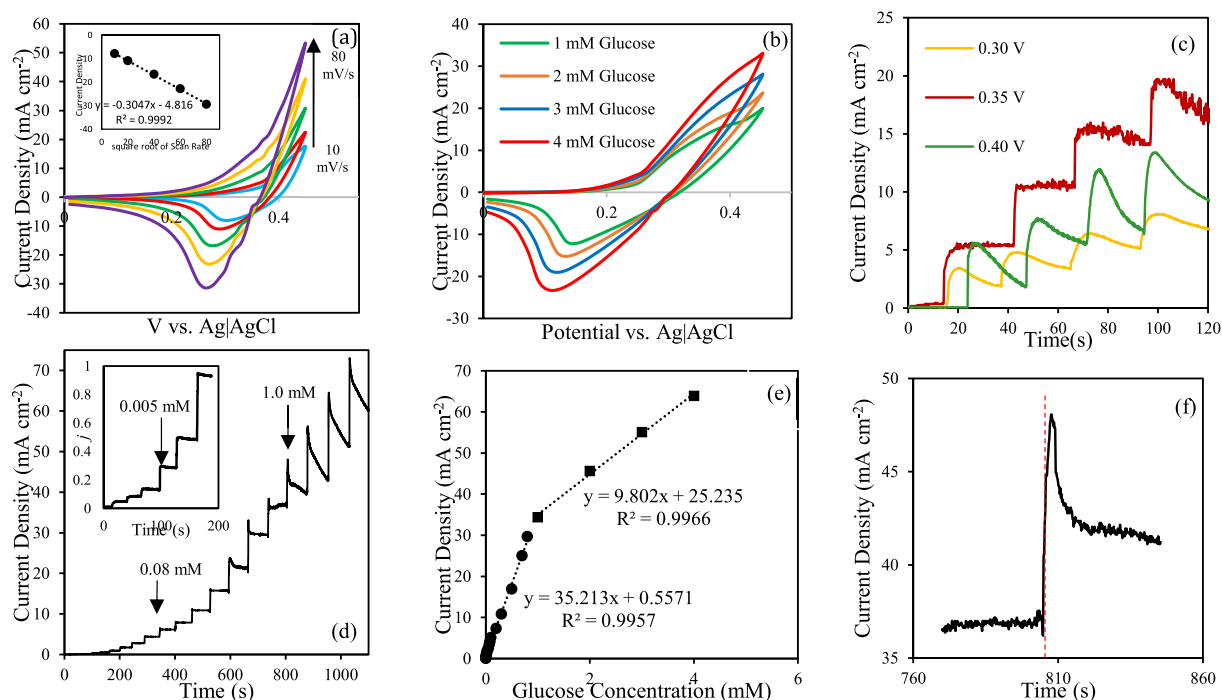 (a)
Current Density (mA cm-2)
60
50
40
30
20
10
0
-10
-20
-30
-40
0
0.2
0.4
V vs. Ag|AgCl
80
mV/s
10
mV/s
Current Density
0
-10
-20
-30
-40
y = -0.3047x - 4.816
R² = 0.9992
0
20
40
60
80
100
square root of Scan Rate
(b)
Current Density (mA cm-2)
40
30
20
10
0
-10
-20
-30
0
0.2
0.4
Potential vs. Ag|AgCl
1 mM Glucose
2 mM Glucose
3 mM Glucose
4 mM Glucose
(c)
Current Density (mA cm-2)
25
20
15
10
5
0
0
20
40
60
80
100
120
Time(s)
0.30 V
0.35 V
0.40 V
(d)
Current Density (mA cm-2)
70
60
50
40
30
20
10
0
0
200
400
600
800
1000
Time (s)
0.08 mM
1.0 mM
j
1
0.8
0.6
0.4
0.2
0
0
100
200
Time (s)
0.005 mM
(e)
Current Density (mA cm-2)
70
60
50
40
30
20
10
0
0
2
4
6
Glucose Concentration (mM)
y = 9.802x + 25.235
R² = 0.9966
y = 35.213x + 0.5571
R² = 0.9957
(f)
Current Density (mA cm-2)
50
45
40
35
760
810
860
Time (s)